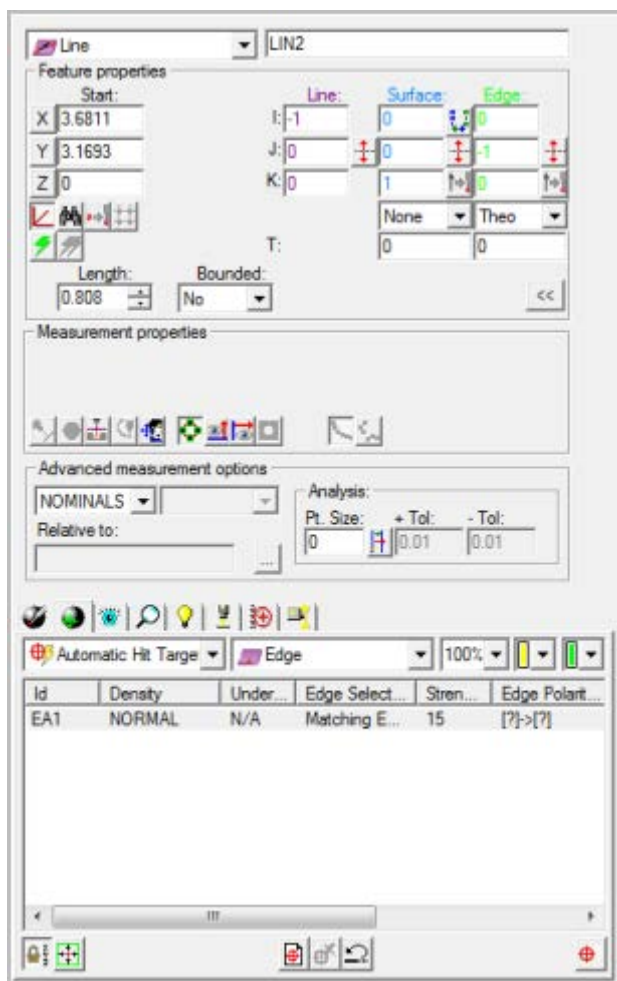 Line LIN2
Feature properties
Start: Line: Surface: Edge:
X 3.6811 I: -1 0 0
Y 3.1693 J: 0 0 -1
Z 0 K: 0 1 0
None Theo
T: 0 0
Length: Bounded:
0.808 No <<
Measurement properties
Advanced measurement options
NOMINALS Analysis:
Pt. Size: + Tol: - Tol:
Relative to: 0 0.01 0.01
...
Automatic Hit Targe Edge 100%
Id Density Under... Edge Select... Stren... Edge Polarit...
EA1 NORMAL N/A Matching E... 15 [?]->[?]